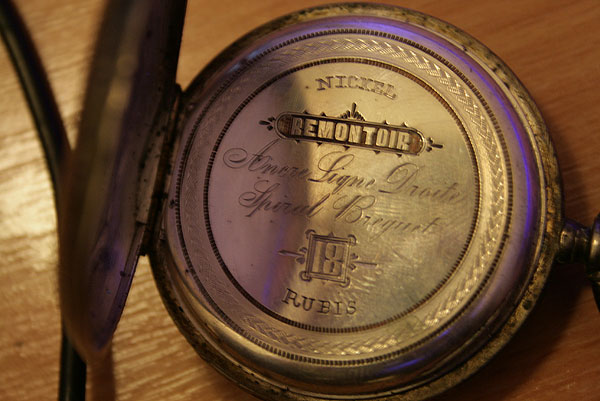 NICKEL
REMONTOIR
Ancre Ligne Droite
Spiral Breguet
18
RUBIS